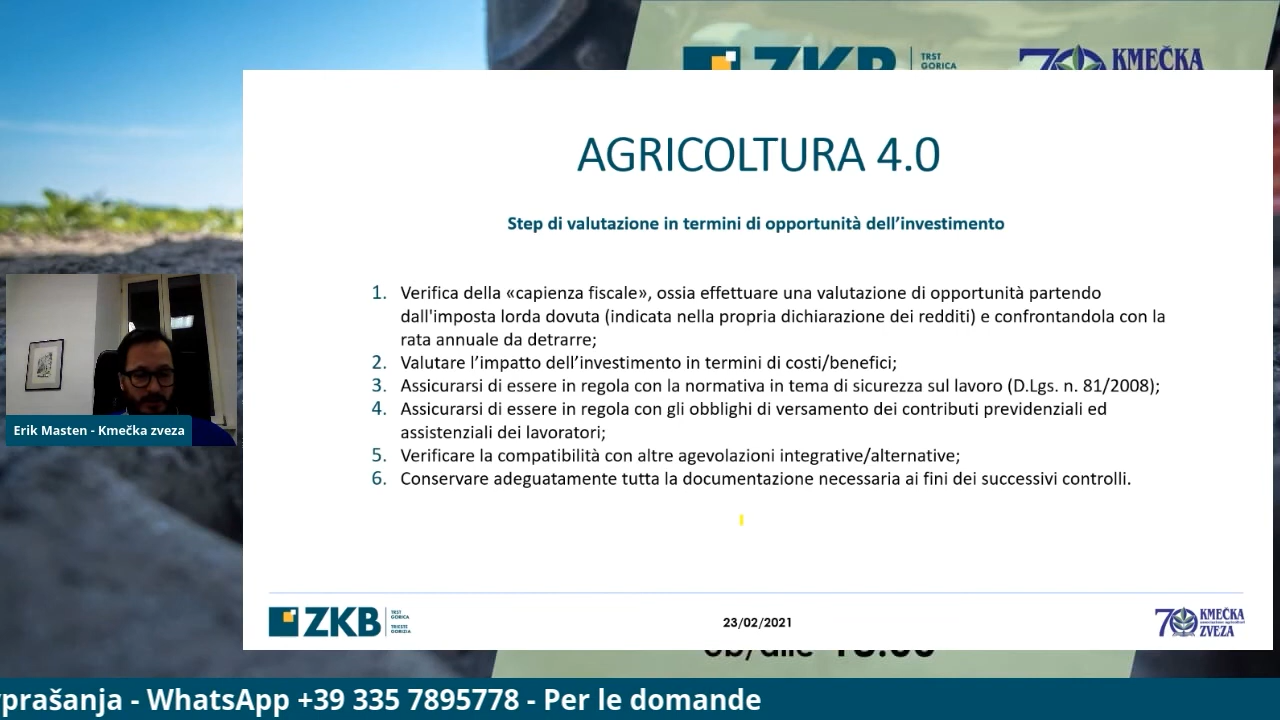 ZKB
TRST
GORICA
70 KMEČKA
AGRICOLTURA 4.0
Step di valutazione in termini di opportunità dell’investimento
1. Verifica della «capienza fiscale», ossia effettuare una valutazione di opportunità partendo
dall'imposta lorda dovuta (indicata nella propria dichiarazione dei redditi) e confrontandola con la
rata annuale da detrarre;
2. Valutare l’impatto dell’investimento in termini di costi/benefici;
3. Assicurarsi di essere in regola con la normativa in tema di sicurezza sul lavoro (D.Lgs. n. 81/2008);
4. Assicurarsi di essere in regola con gli obblighi di versamento dei contributi previdenziali ed
assistenziali dei lavoratori;
5. Verificare la compatibilità con altre agevolazioni integrative/alternative;
6. Conservare adeguatamente tutta la documentazione necessaria ai fini dei successivi controlli.
Erik Masten - Kmečka zveza
ZKB
TRST
GORICA
TRIESTE
GORIZIA
23/02/2021
70 KMEČKA
ZVEZA
ob/alle
prašanja - WhatsApp +39 335 7895778 - Per le domande